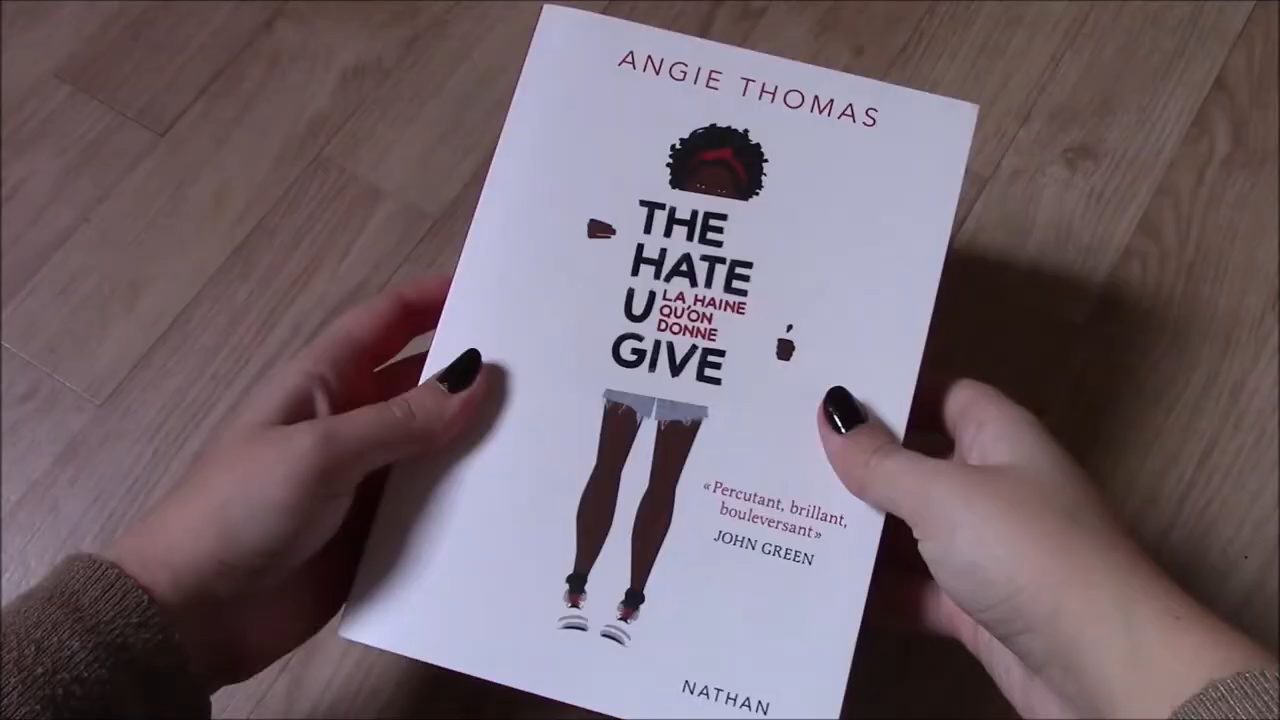 ANGIE THOMAS
THE
HATE
U
LA HAINE
QU'ON
DONNE
GIVE
« Percutant, brillant,
bouleversant »
JOHN GREEN
NATHAN